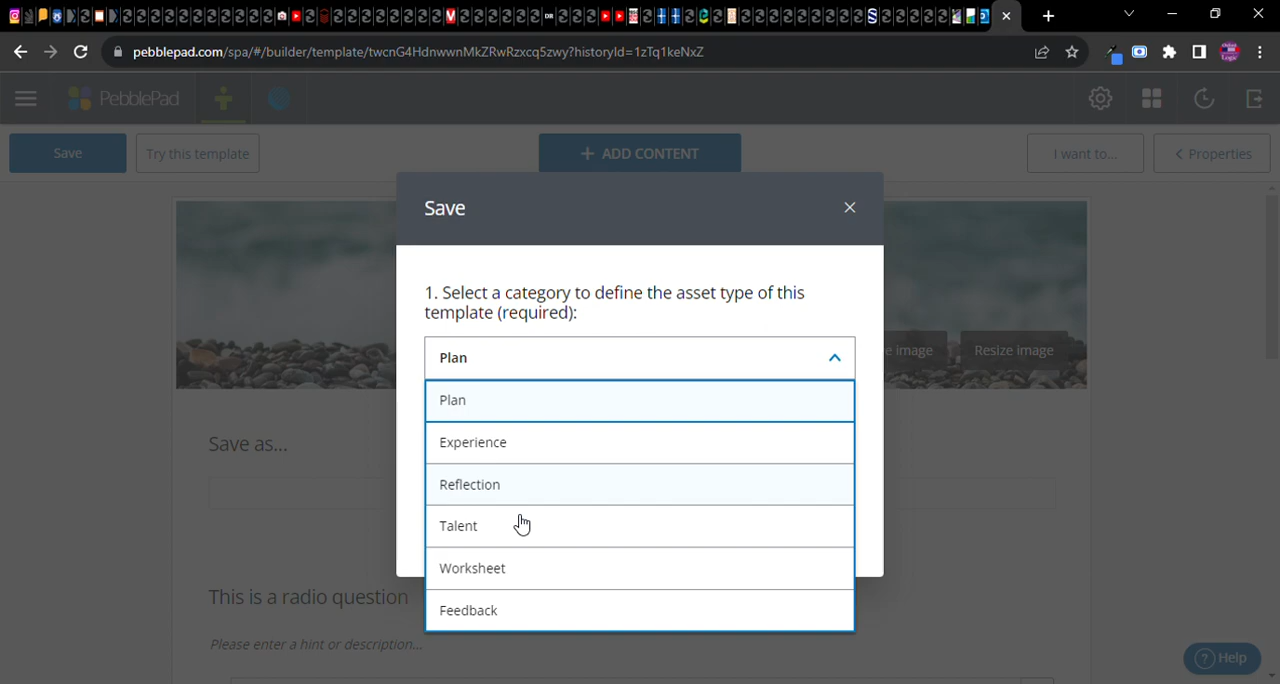 pebblepad.com/spa/#/builder/template/twcnG4HdnwwnMkZRwRzxcq5zwy?historyId=1zTq1keNxZ
PebblePad
Save
Try this template
+ ADD CONTENT
I want to...
< Properties
Save
1. Select a category to define the asset type of this
template (required):
Plan
e image
Resize image
Plan
Experience
Save as...
Reflection
Talent
Worksheet
This is a radio question
Feedback
Please enter a hint or description...
? Help